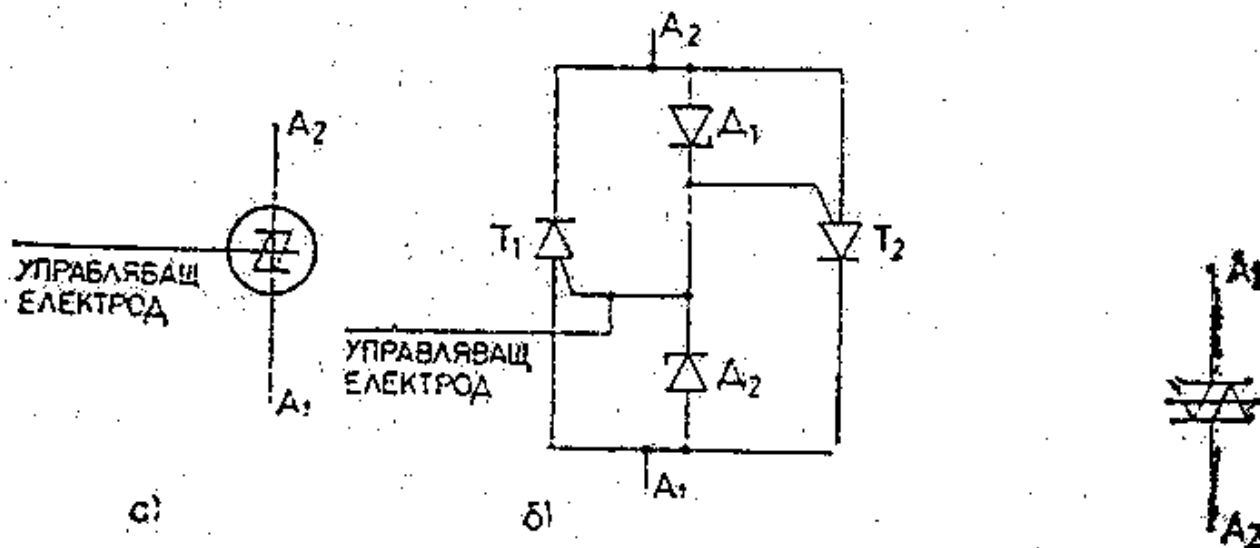 A₂
УПРАВЛЯВАЩ
ЕЛЕКТРОД
A₁
a)
A₂
Д₁
T₁
T₂
УПРАВЛЯВАЩ
ЕЛЕКТРОД
Д₂
A₁
б)
A₁
A₂